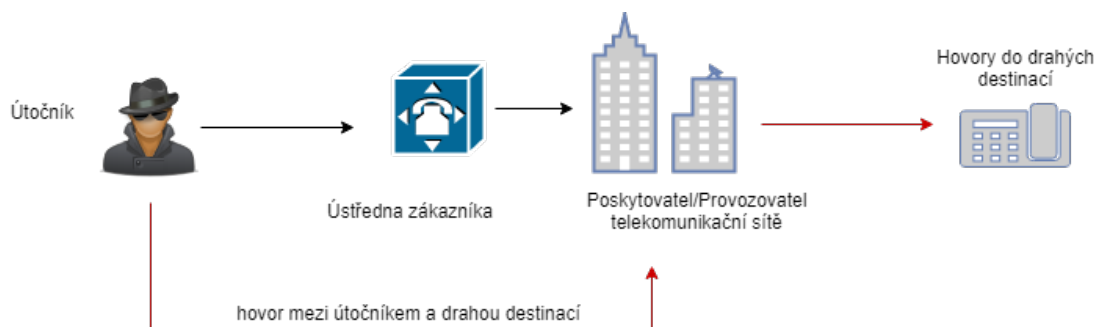 Útočník
Ústředna zákazníka
Poskytovatel/Provozovatel
telekomunikační sítě
Hovory do drahých
destinací
hovor mezi útočníkem a drahou destinací